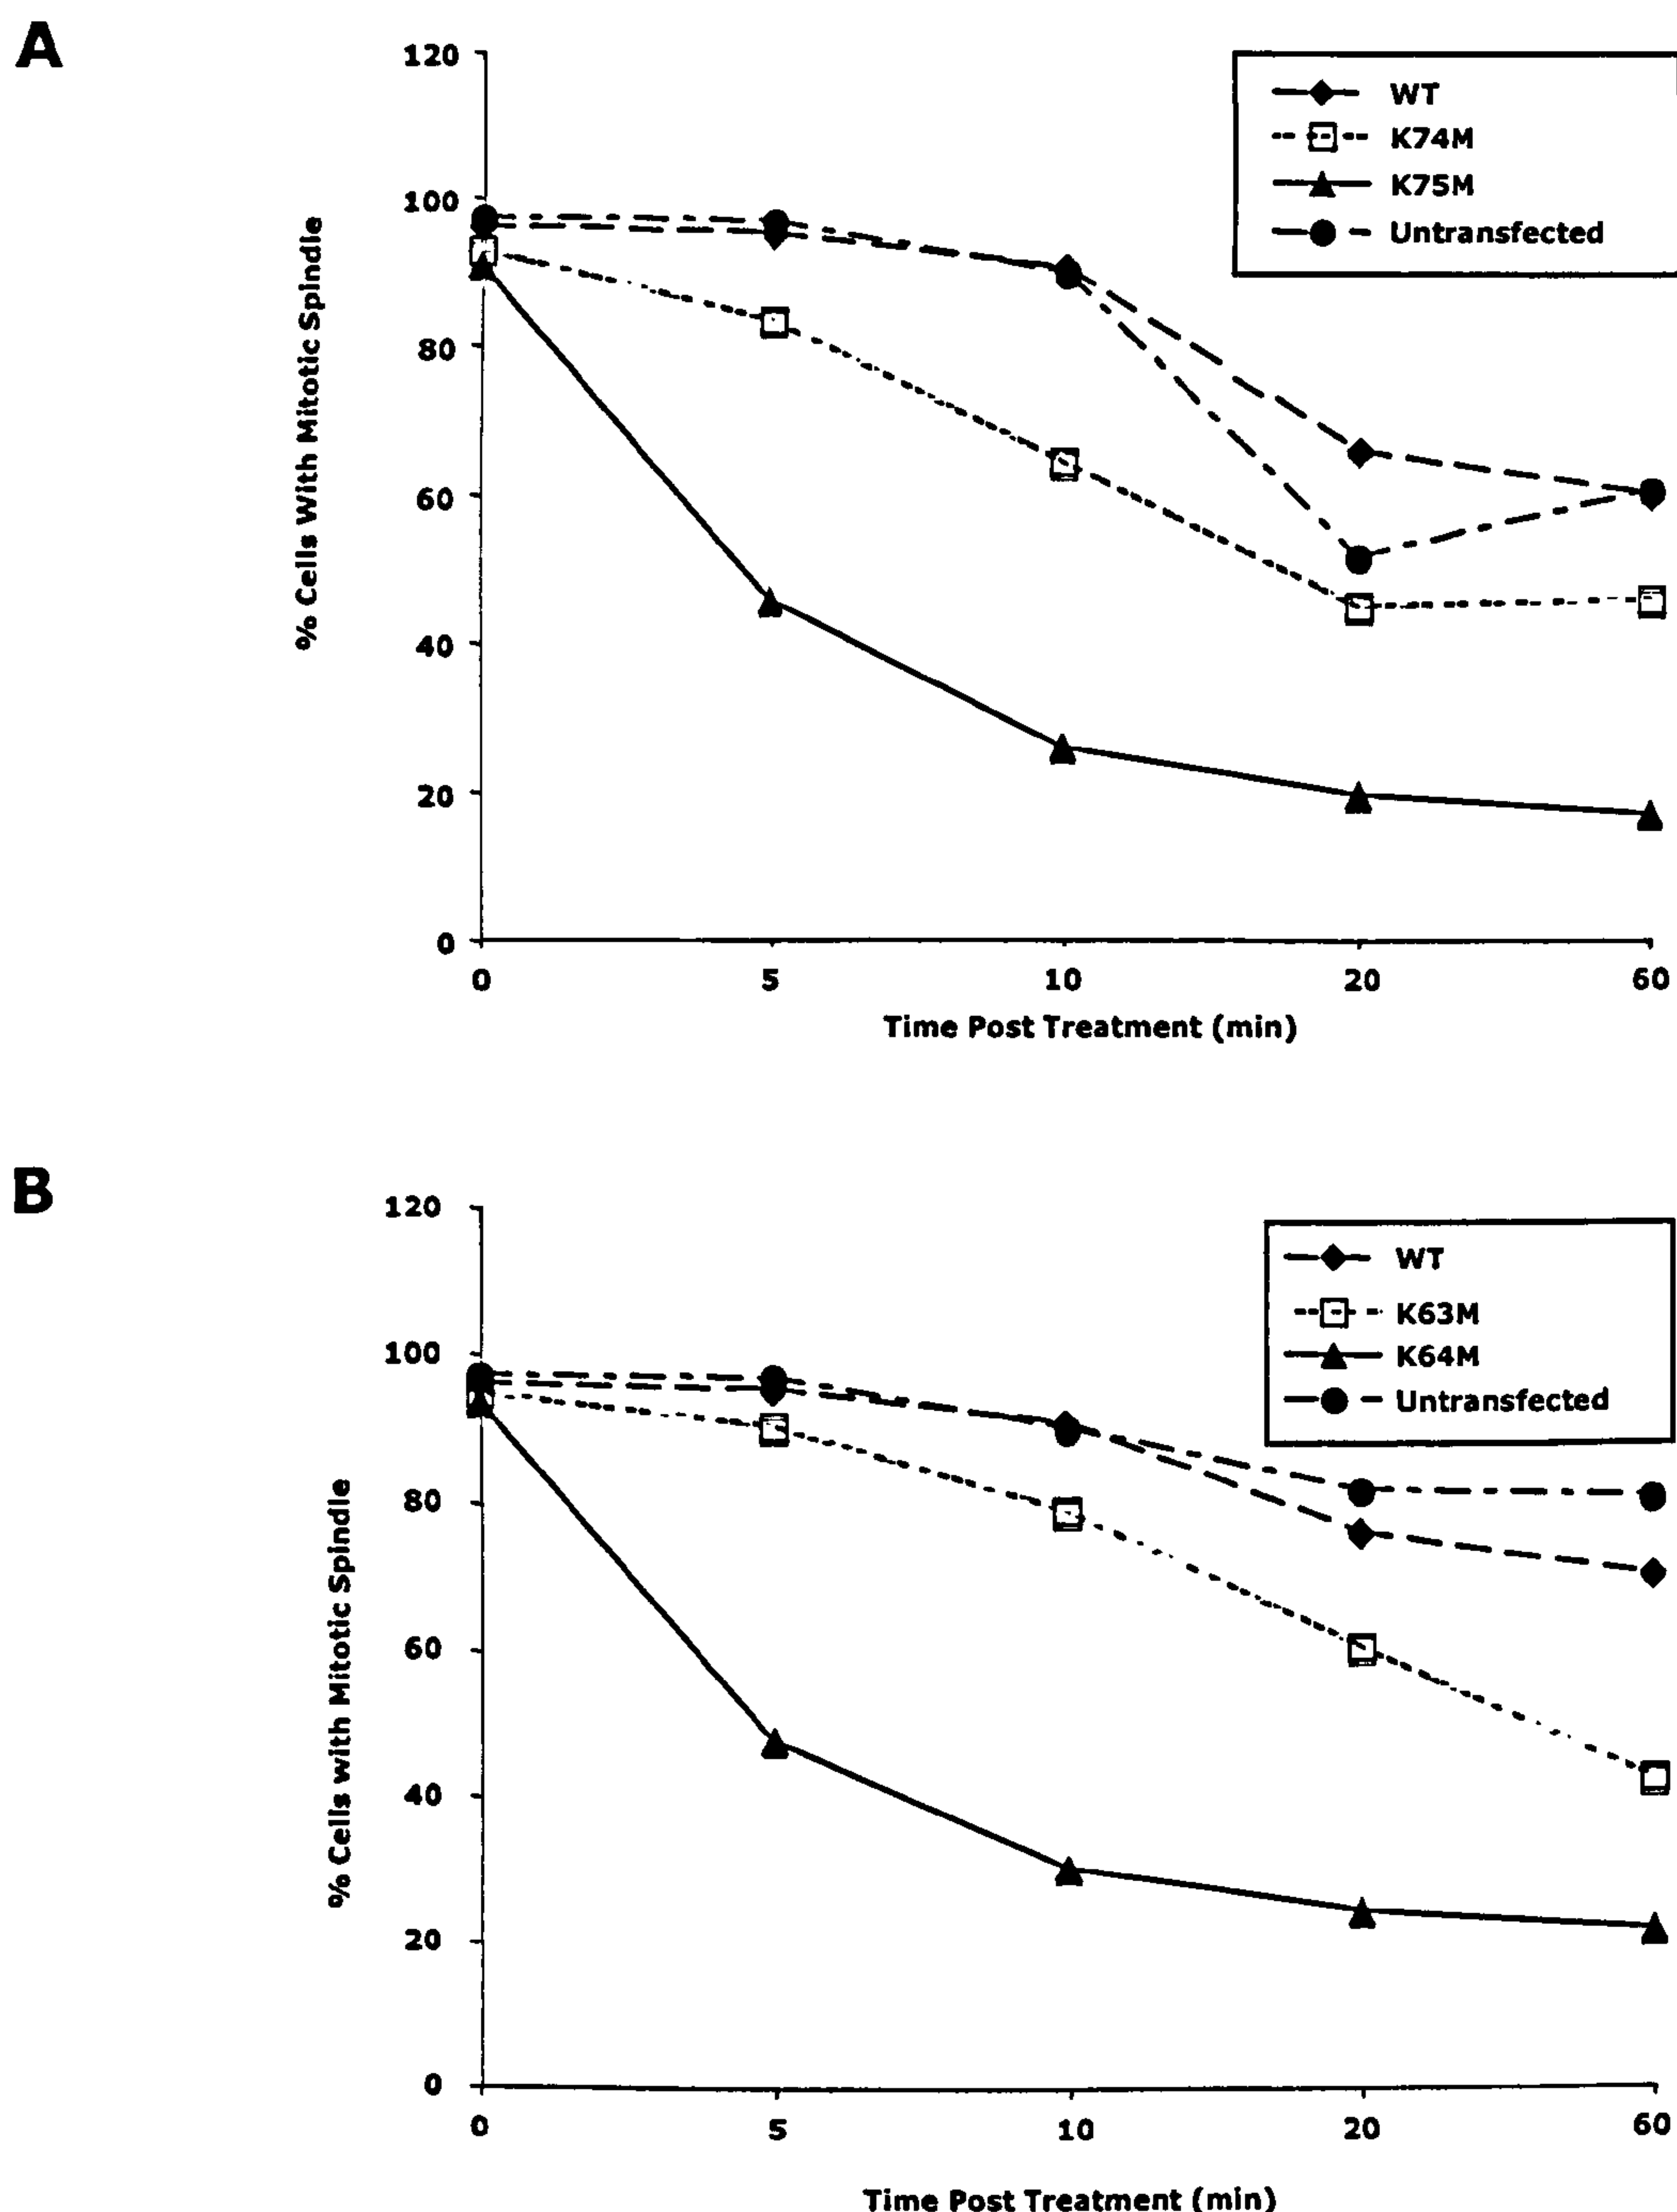 A
120
100
80
60
40
20
0
% Cells With Mitotic Spindle
WT
K74M
K75M
Untransfected
0 5 10 20 60
Time Post Treatment (min)
B
120
100
80
60
40
20
0
% Cells with Mitotic Spindle
WT
K63M
K64M
Untransfected
0 5 10 20 60
Time Post Treatment (min)